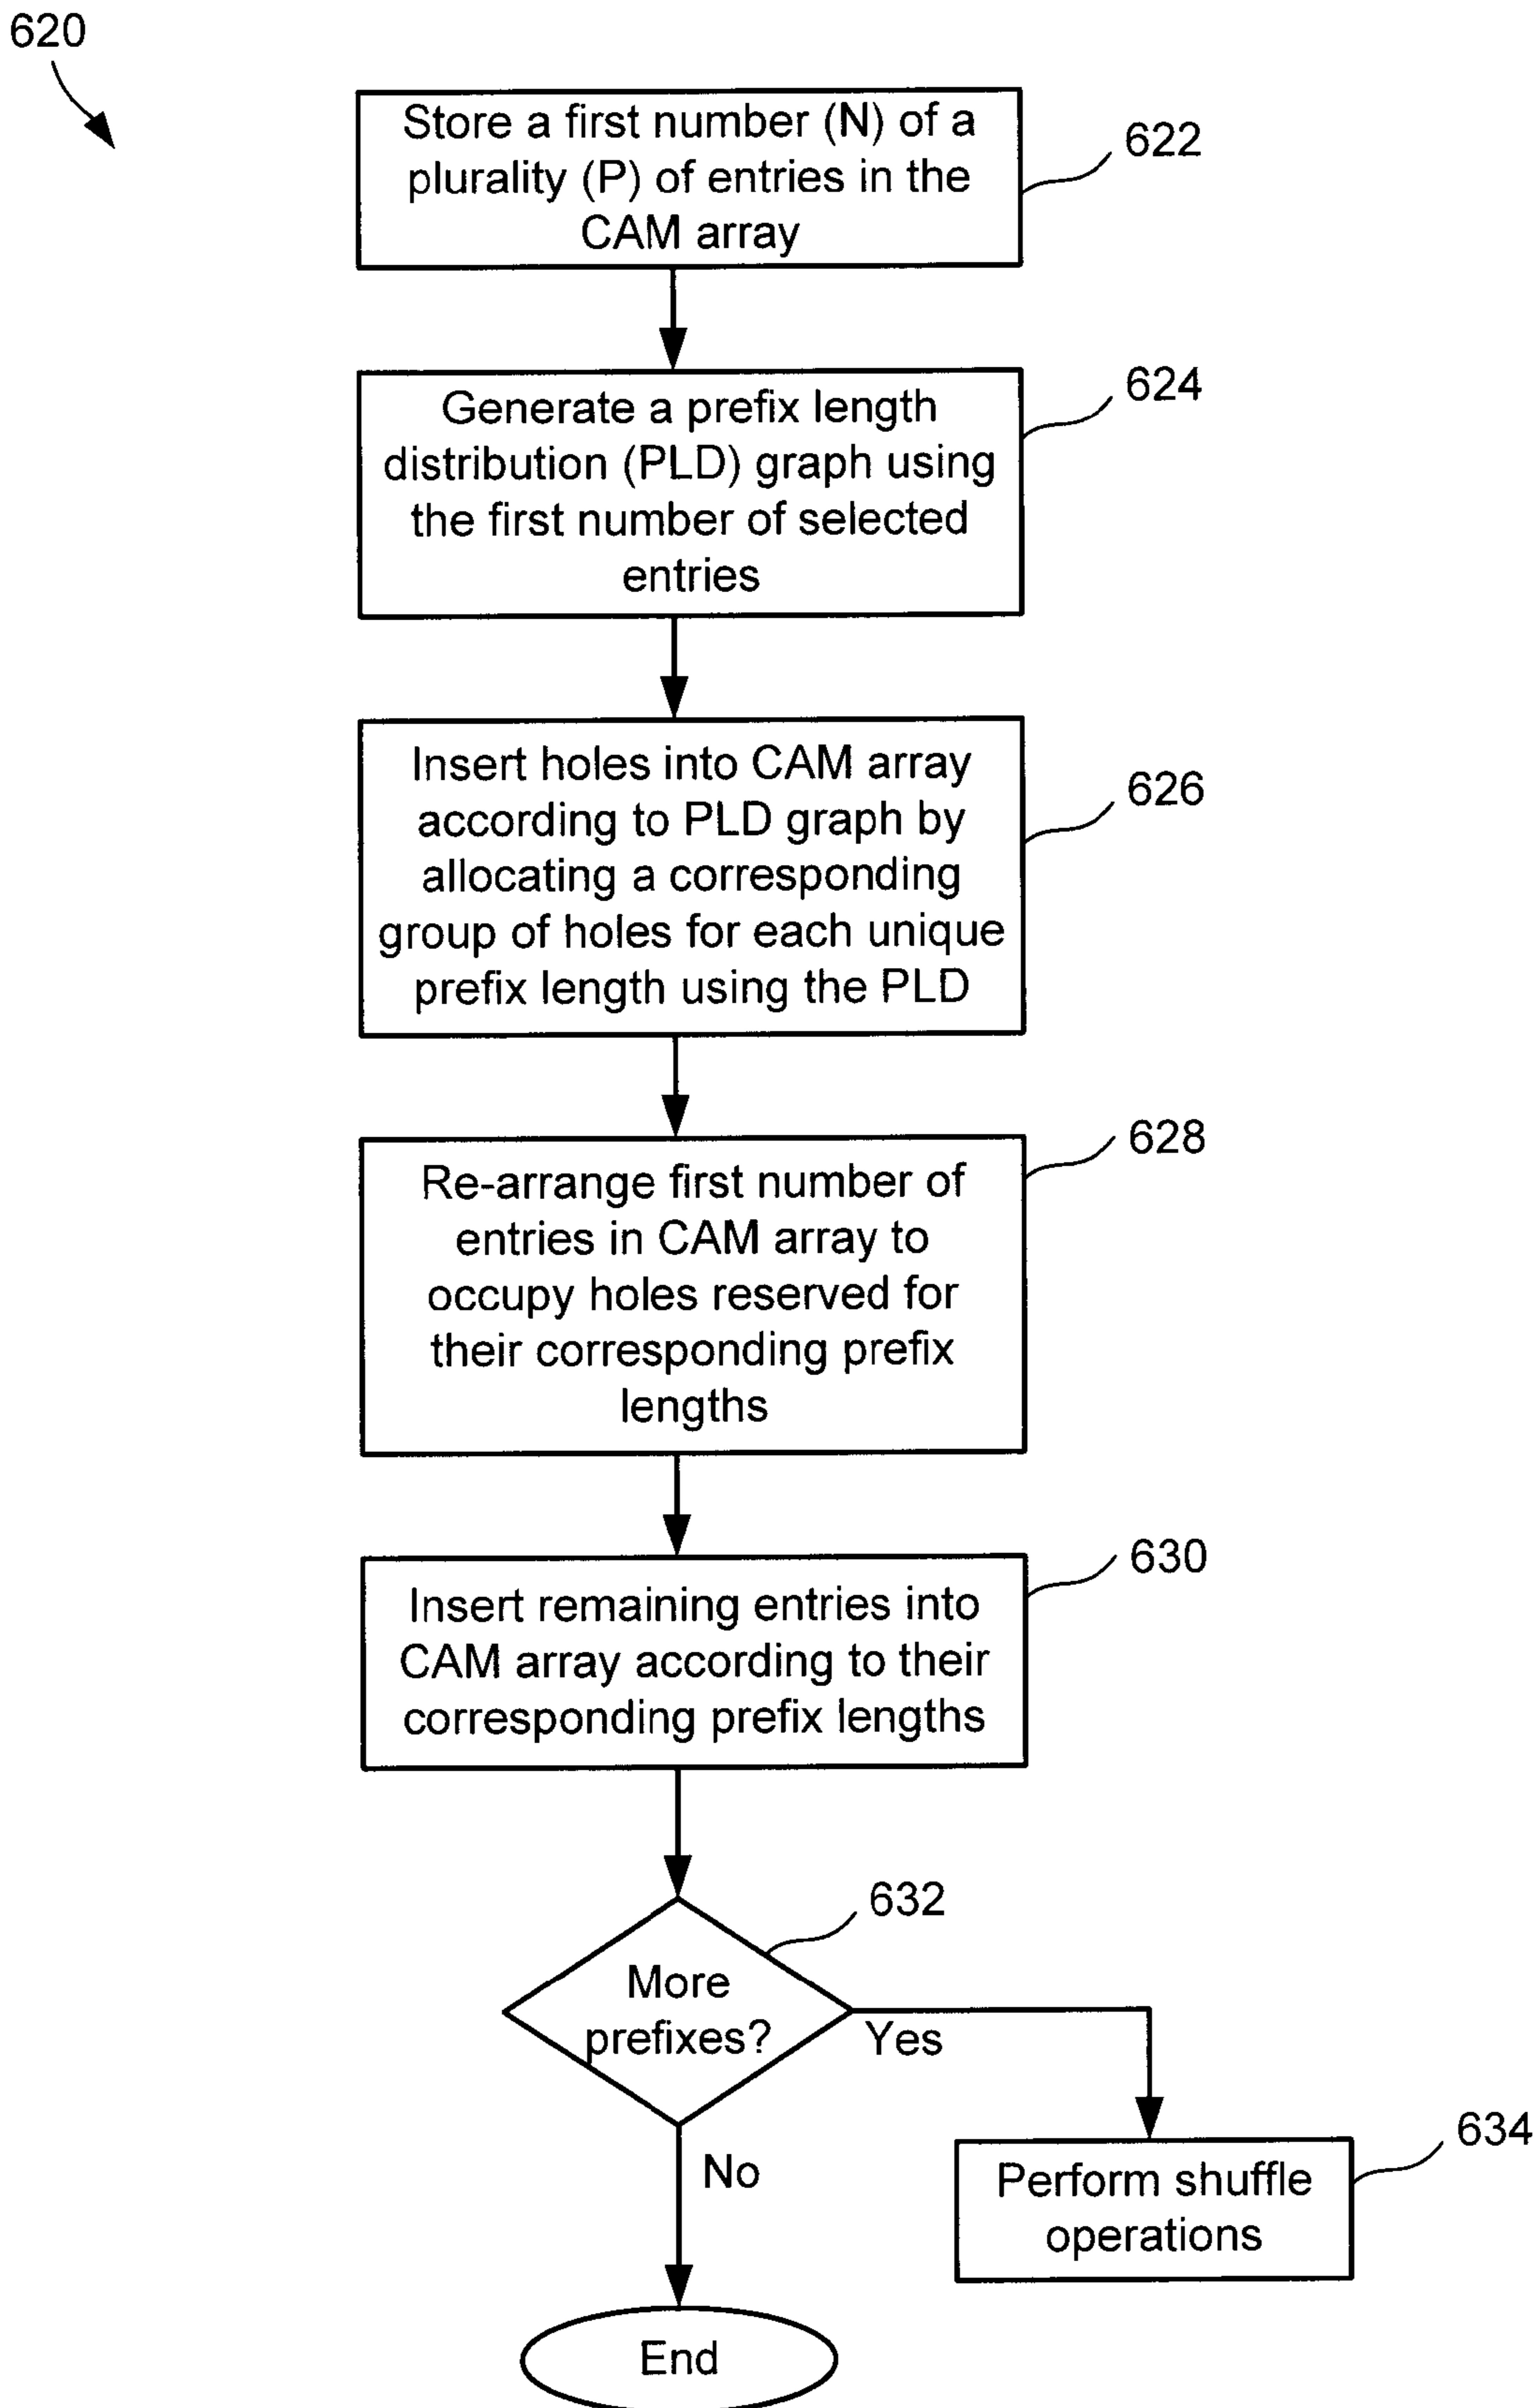 620
Store a first number (N) of a
plurality (P) of entries in the
CAM array
622
Generate a prefix length
distribution (PLD) graph using
the first number of selected
entries
624
Insert holes into CAM array
according to PLD graph by
allocating a corresponding
group of holes for each unique
prefix length using the PLD
626
Re-arrange first number of
entries in CAM array to
occupy holes reserved for
their corresponding prefix
lengths
628
Insert remaining entries into
CAM array according to their
corresponding prefix lengths
630
More
prefixes?
632
Yes
No
Perform shuffle
operations
634
End